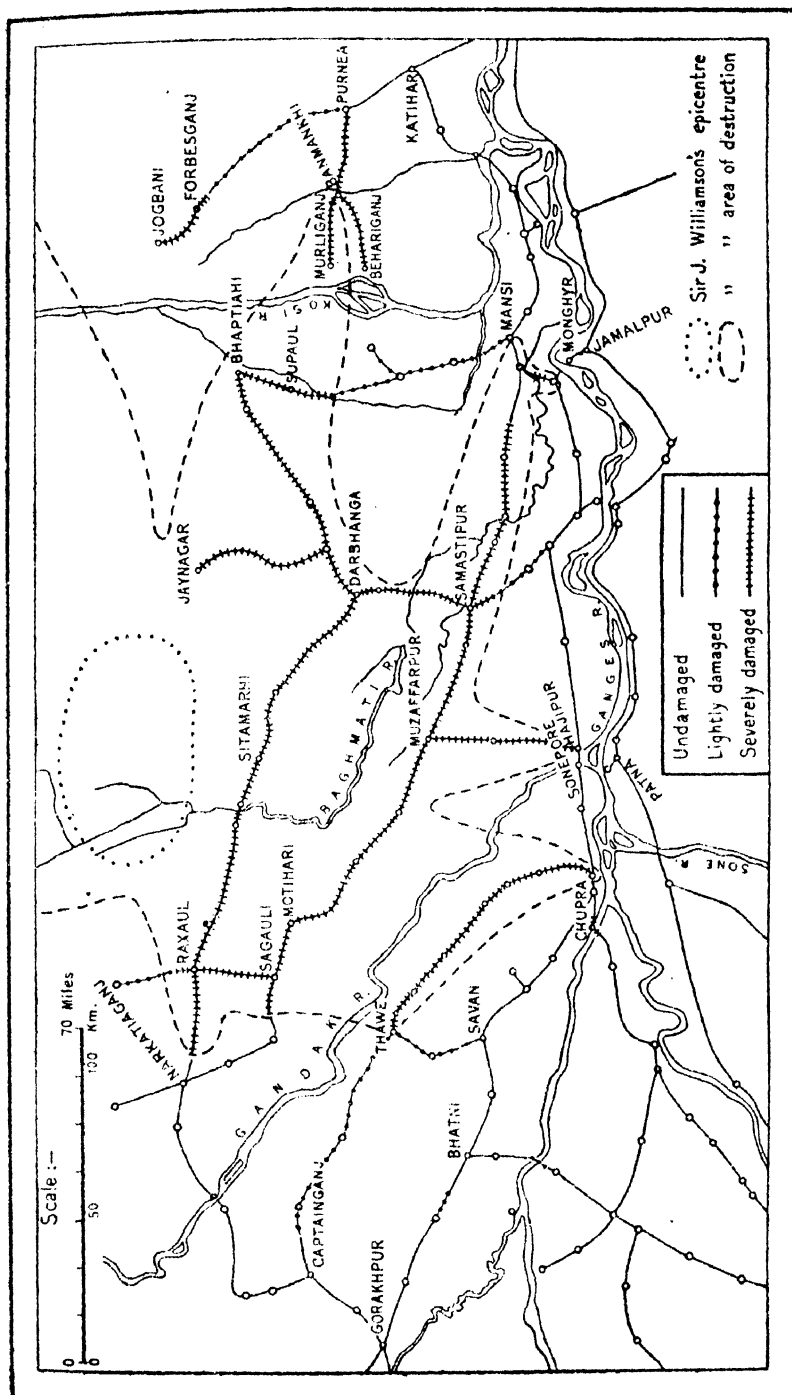 Scale :—
0 50 100 Km.
0 70 Miles
NARKATIAGANJ
RAXAUL
SAGAULI
MOTIHARI
SITAMARHI
JAYNAGAR
DARBHANGA
BHAPTIAHI
SUPAUL
KOSI R
JOGBANI
FORBESGANJ
MURLIGANJ
BANMANKHI
BEHARIGANJ
PURNEA
KATIHAR
GANDAK R
BAGHMATI R
MUZAFFARPUR
SAMASTIPUR
MANSI
MONGHYR
JAMALPUR
CAPTAINGANJ
GORAKHPUR
THAWE
SAVAN
BHATNI
CHUPRA
SONEPORE
HAJIPUR
GANGES R
PATNA
SONE R.
Undamaged
Lightly damaged
Severely damaged
Sir J. Williamson's epicentre
" " area of destruction